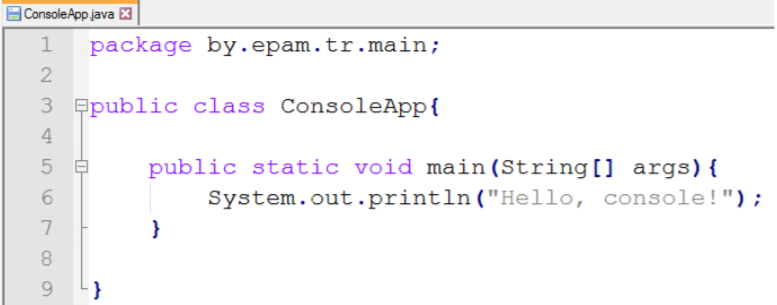 ConsoleApp.java
1 package by.epam.tr.main;
2
3 public class ConsoleApp{
4
5     public static void main(String[] args){
6         System.out.println("Hello, console!");
7     }
8
9 }